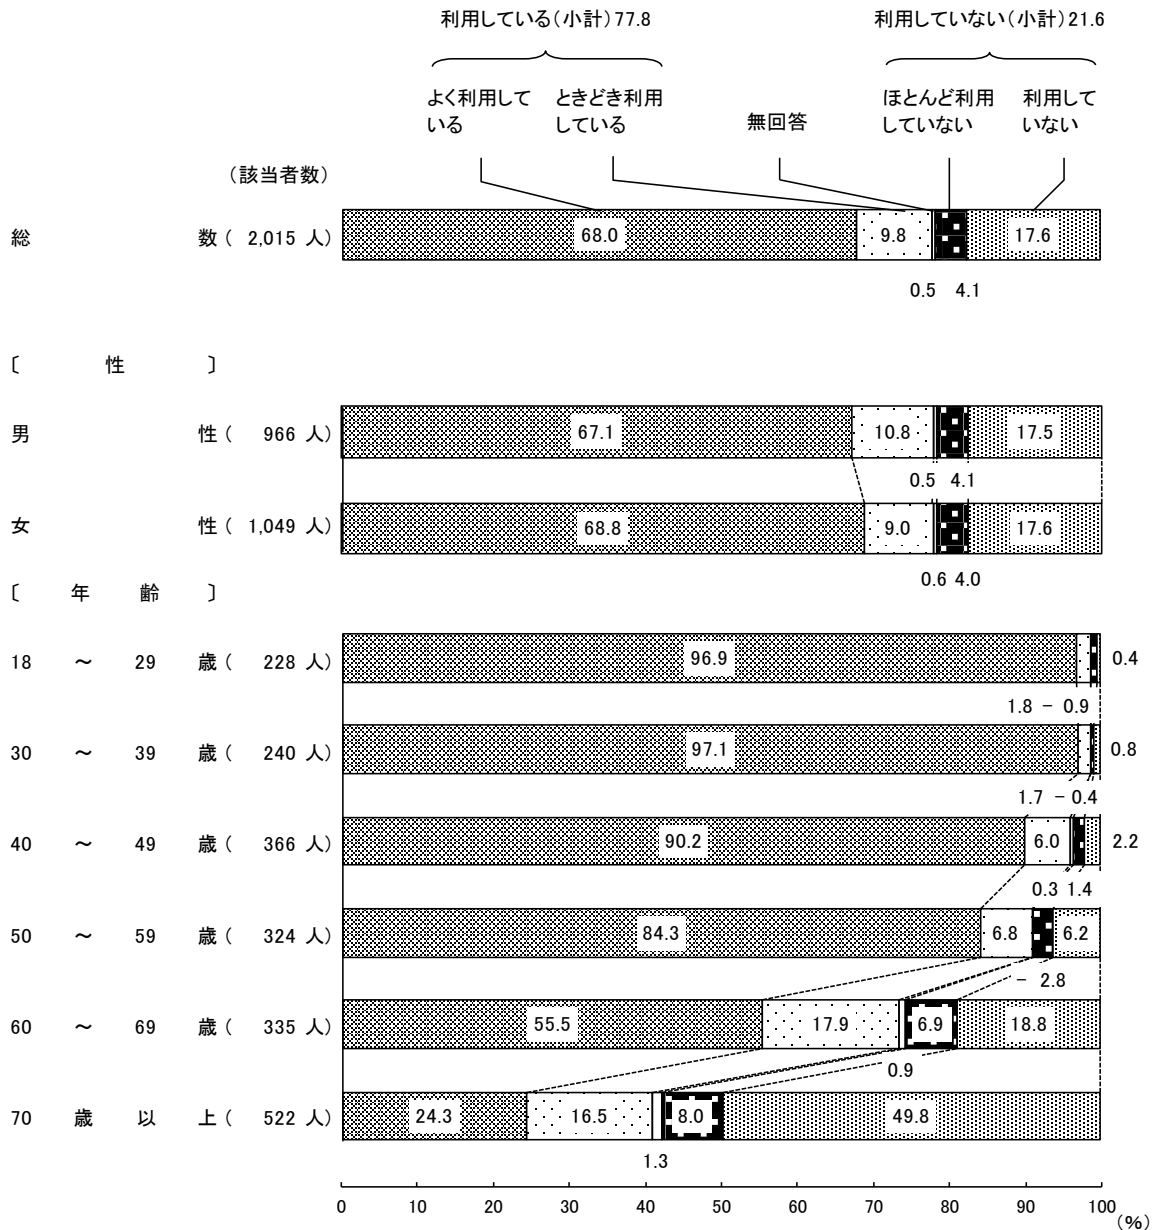 利用している(小計)77.8　利用していない(小計)21.6
よく利用して　ときどき利用　ほとんど利用　利用して
いる　している　無回答　していない　いない
(該当者数)
総　数 ( 2,015 人) 68.0 9.8 17.6
0.5 4.1
〔　性　〕
男　性 ( 966 人) 67.1 10.8 17.5
0.5 4.1
女　性 ( 1,049 人) 68.8 9.0 17.6
0.6 4.0
〔　年　齢　〕
18 ～ 29 歳 ( 228 人) 96.9 0.4
1.8 － 0.9
30 ～ 39 歳 ( 240 人) 97.1 0.8
1.7 － 0.4
40 ～ 49 歳 ( 366 人) 90.2 6.0 2.2
0.3 1.4
50 ～ 59 歳 ( 324 人) 84.3 6.8 6.2
－ 2.8
60 ～ 69 歳 ( 335 人) 55.5 17.9 6.9 18.8
0.9
70 歳 以 上 ( 522 人) 24.3 16.5 8.0 49.8
1.3
0 10 20 30 40 50 60 70 80 90 100
(%)